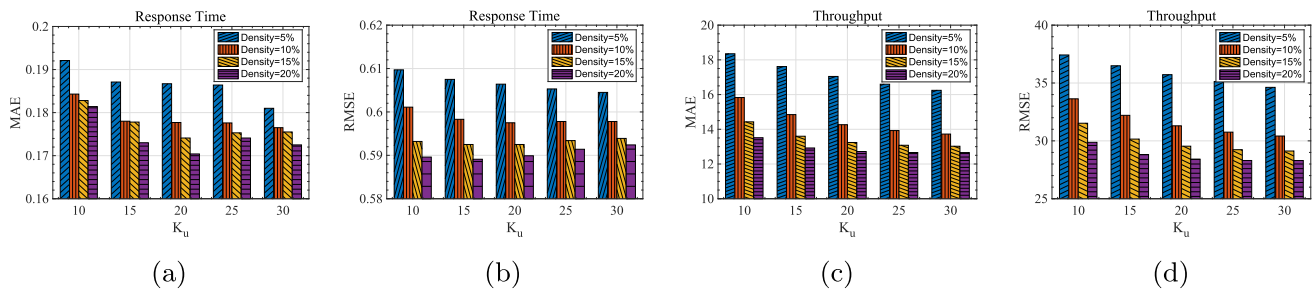 Response Time
0.2
0.19
0.18
0.17
0.16
MAE
Density=5%
Density=10%
Density=15%
Density=20%
10 15 20 25 30
K_u
(a)
Response Time
0.62
0.61
0.6
0.59
0.58
RMSE
Density=5%
Density=10%
Density=15%
Density=20%
10 15 20 25 30
K_u
(b)
Throughput
20
18
16
14
12
10
MAE
Density=5%
Density=10%
Density=15%
Density=20%
10 15 20 25 30
K_u
(c)
Throughput
40
35
30
25
RMSE
Density=5%
Density=10%
Density=15%
Density=20%
10 15 20 25 30
K_u
(d)